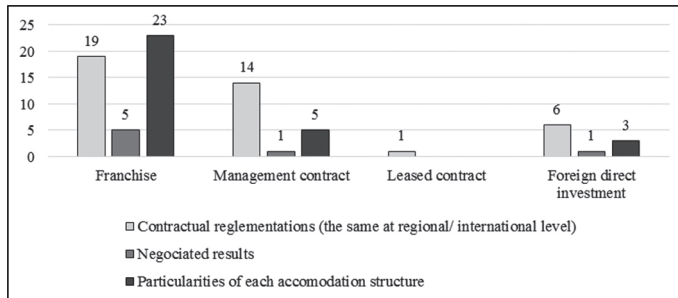 25
20
15
10
5
0
19
5
23
14
1
5
1
6
1
3
Franchise
Management contract
Leased contract
Foreign direct
investment
Contractual reglementations (the same at regional/ international level)
Negociated results
Particularities of each accomodation structure